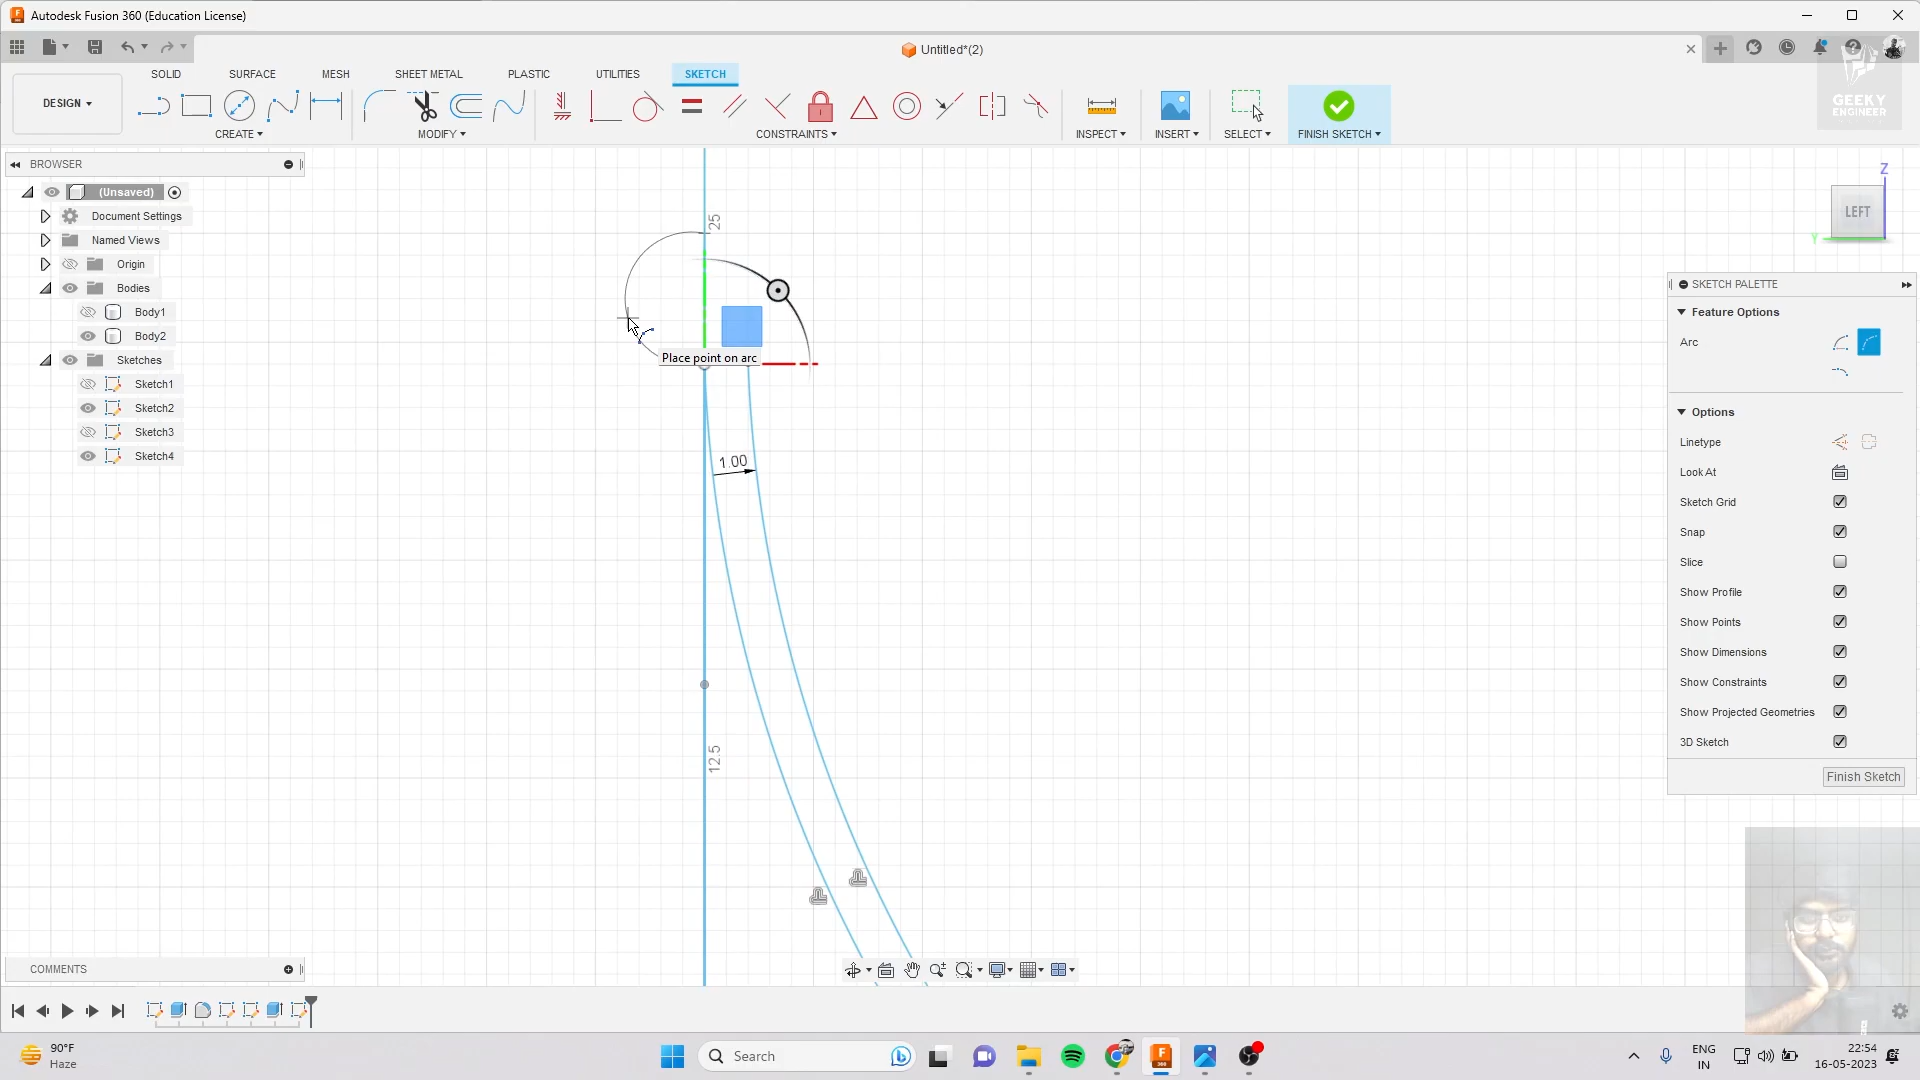 Autodesk Fusion 360 (Education License)
Untitled*(2)
SOLID SURFACE MESH SHEET METAL PLASTIC UTILITIES SKETCH
DESIGN
CREATE MODIFY CONSTRAINTS INSPECT INSERT SELECT FINISH SKETCH
GEEKY
ENGINEER
BROWSER
(Unsaved)
Document Settings
Named Views
Origin
Bodies
Body1
Body2
Sketches
Sketch1
Sketch2
Sketch3
Sketch4
25
Place point on arc
1.00
12.5
Z
LEFT
Y
SKETCH PALETTE
Feature Options
Arc
Options
Linetype
Look At
Sketch Grid
Snap
Slice
Show Profile
Show Points
Show Dimensions
Show Constraints
Show Projected Geometries
3D Sketch
Finish Sketch
COMMENTS
90°F
Haze
Search
F
360
ENG
IN
22:54
16-05-2023